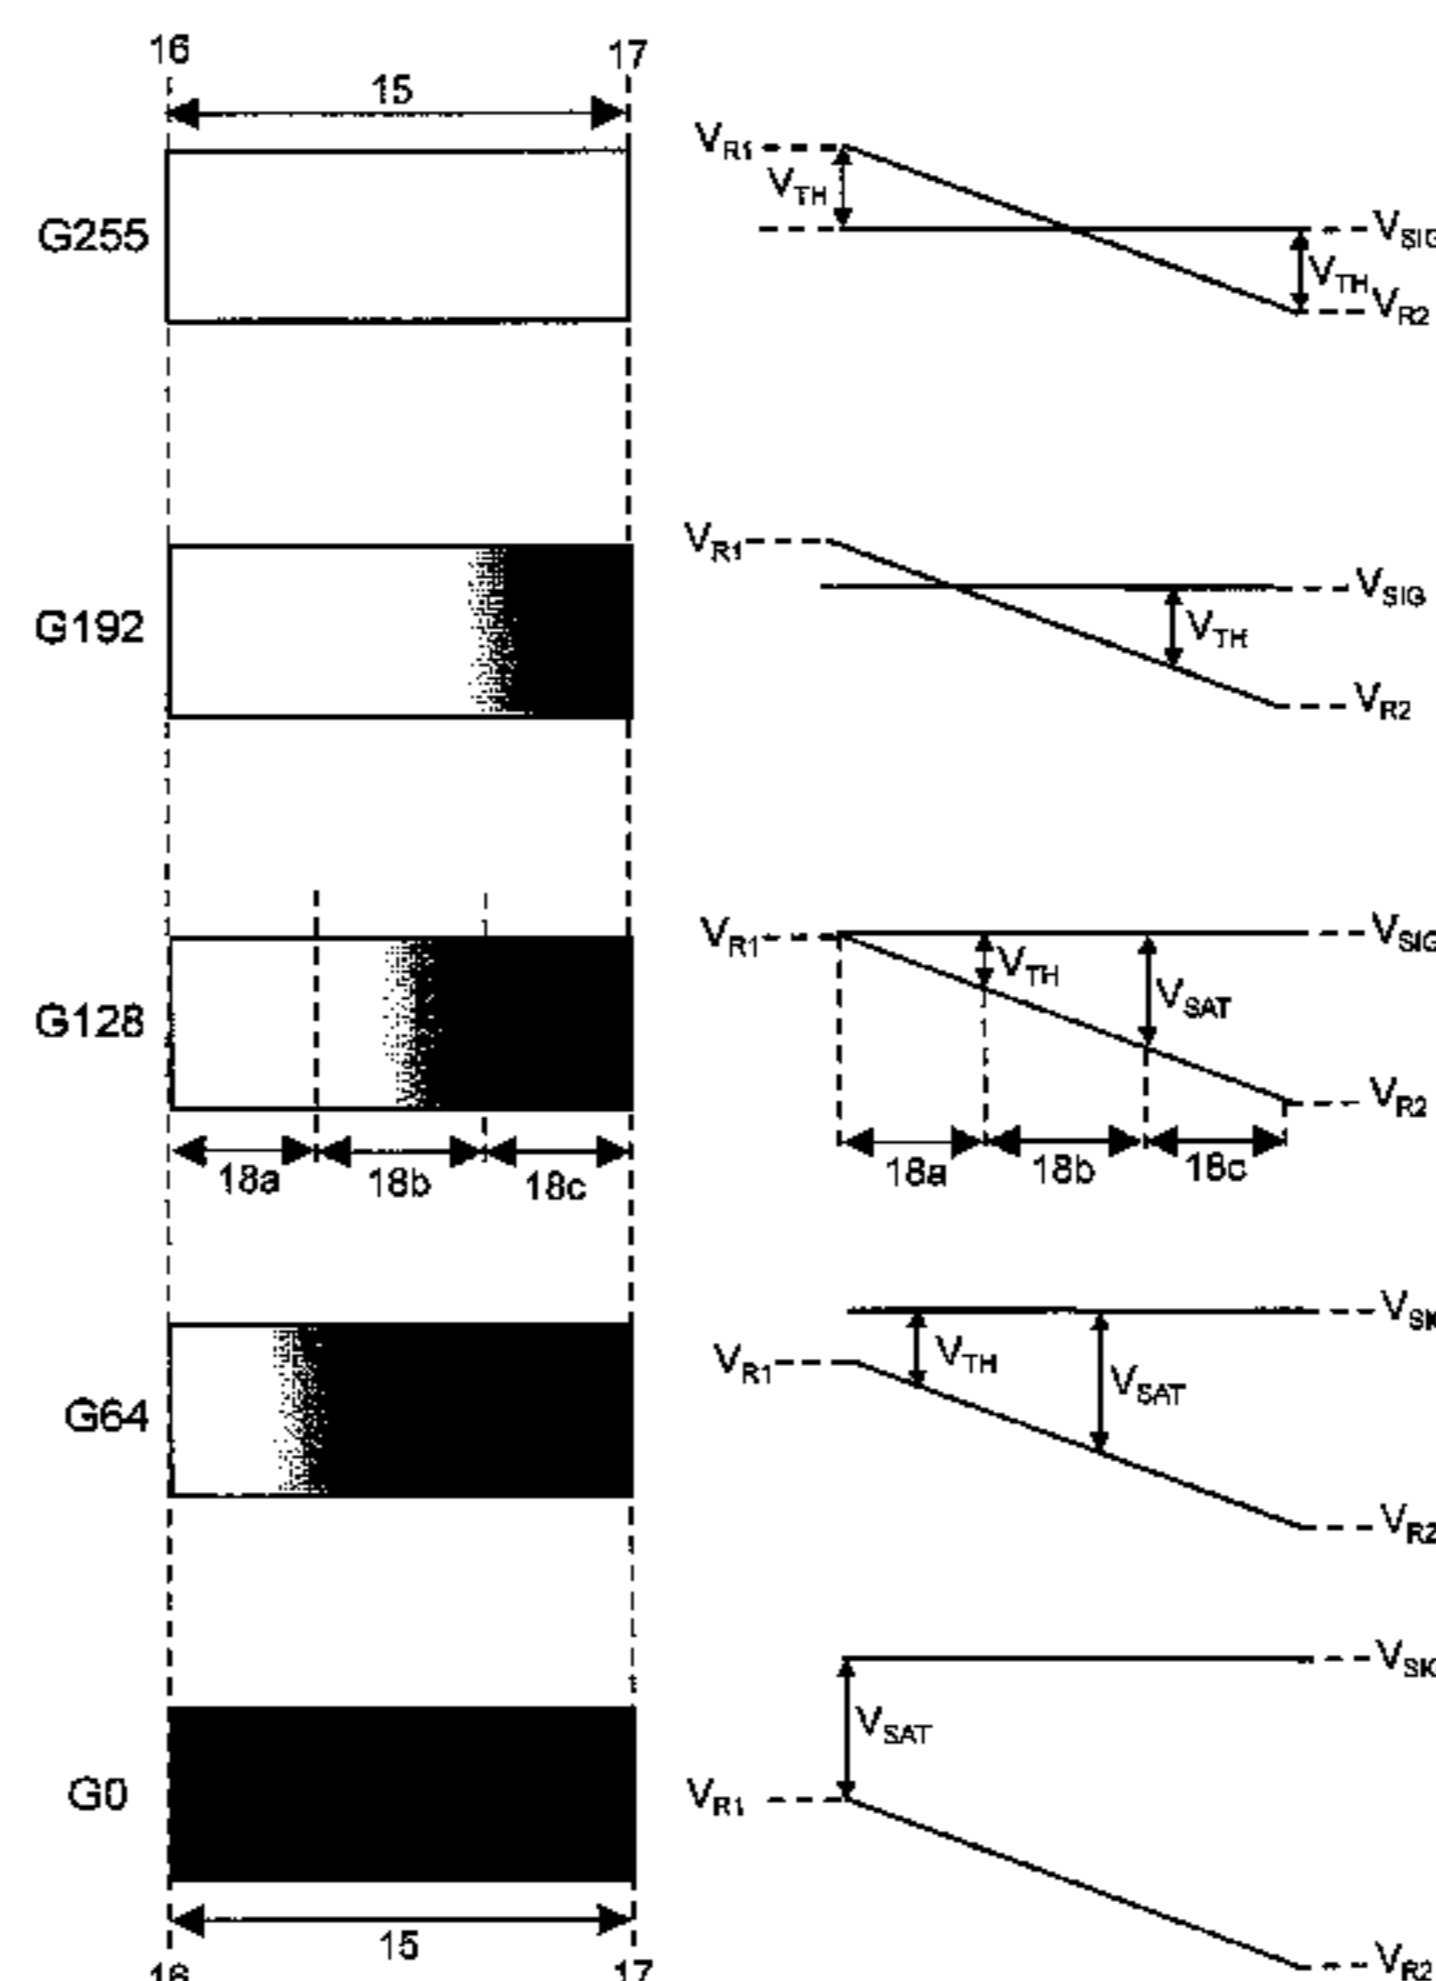 16 17
15
G255
V_R1
V_TH
V_SIG
V_TH
V_R2
G192
V_R1
V_SIG
V_TH
V_R2
G128
V_R1
V_SIG
V_TH
V_SAT
V_R2
18a 18b 18c
18a 18b 18c
G64
V_R1
V_TH
V_SAT
V_R2
G0
V_SAT
V_R1
V_R2
15
16 17